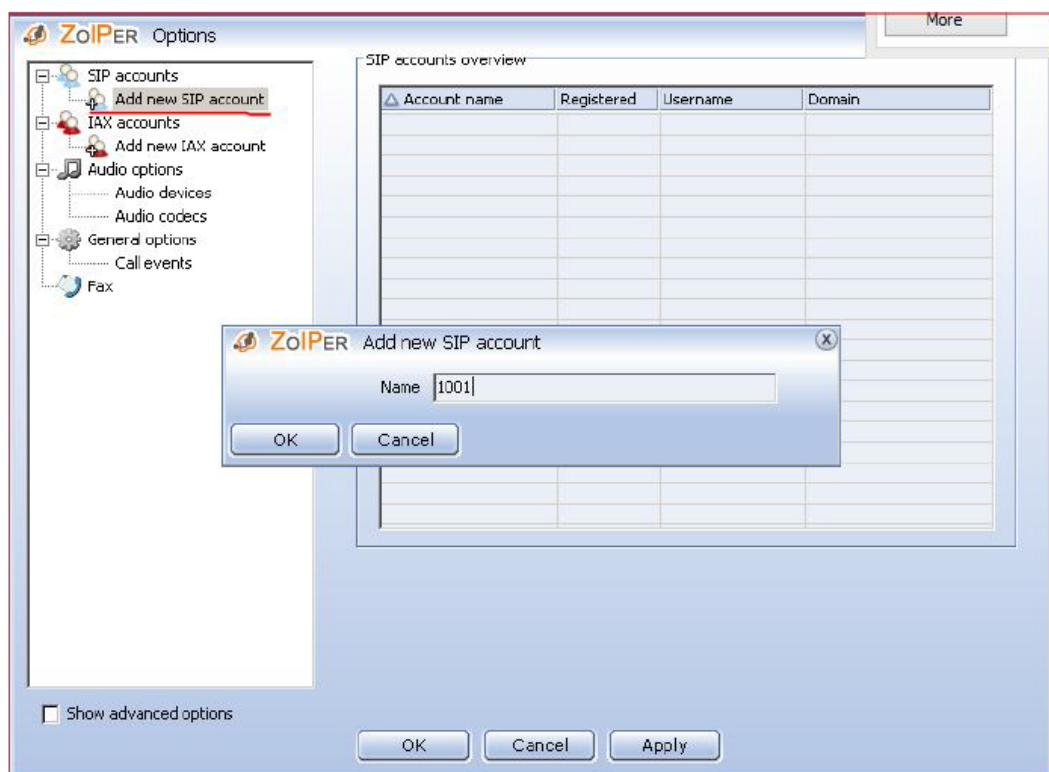 ZOIPER Options
More
SIP accounts
Add new SIP account
IAX accounts
Add new IAX account
Audio options
Audio devices
Audio codecs
General options
Call events
Fax
SIP accounts overview
Account name Registered Username Domain
ZOIPER Add new SIP account
Name 1001
OK Cancel
Show advanced options
OK Cancel Apply